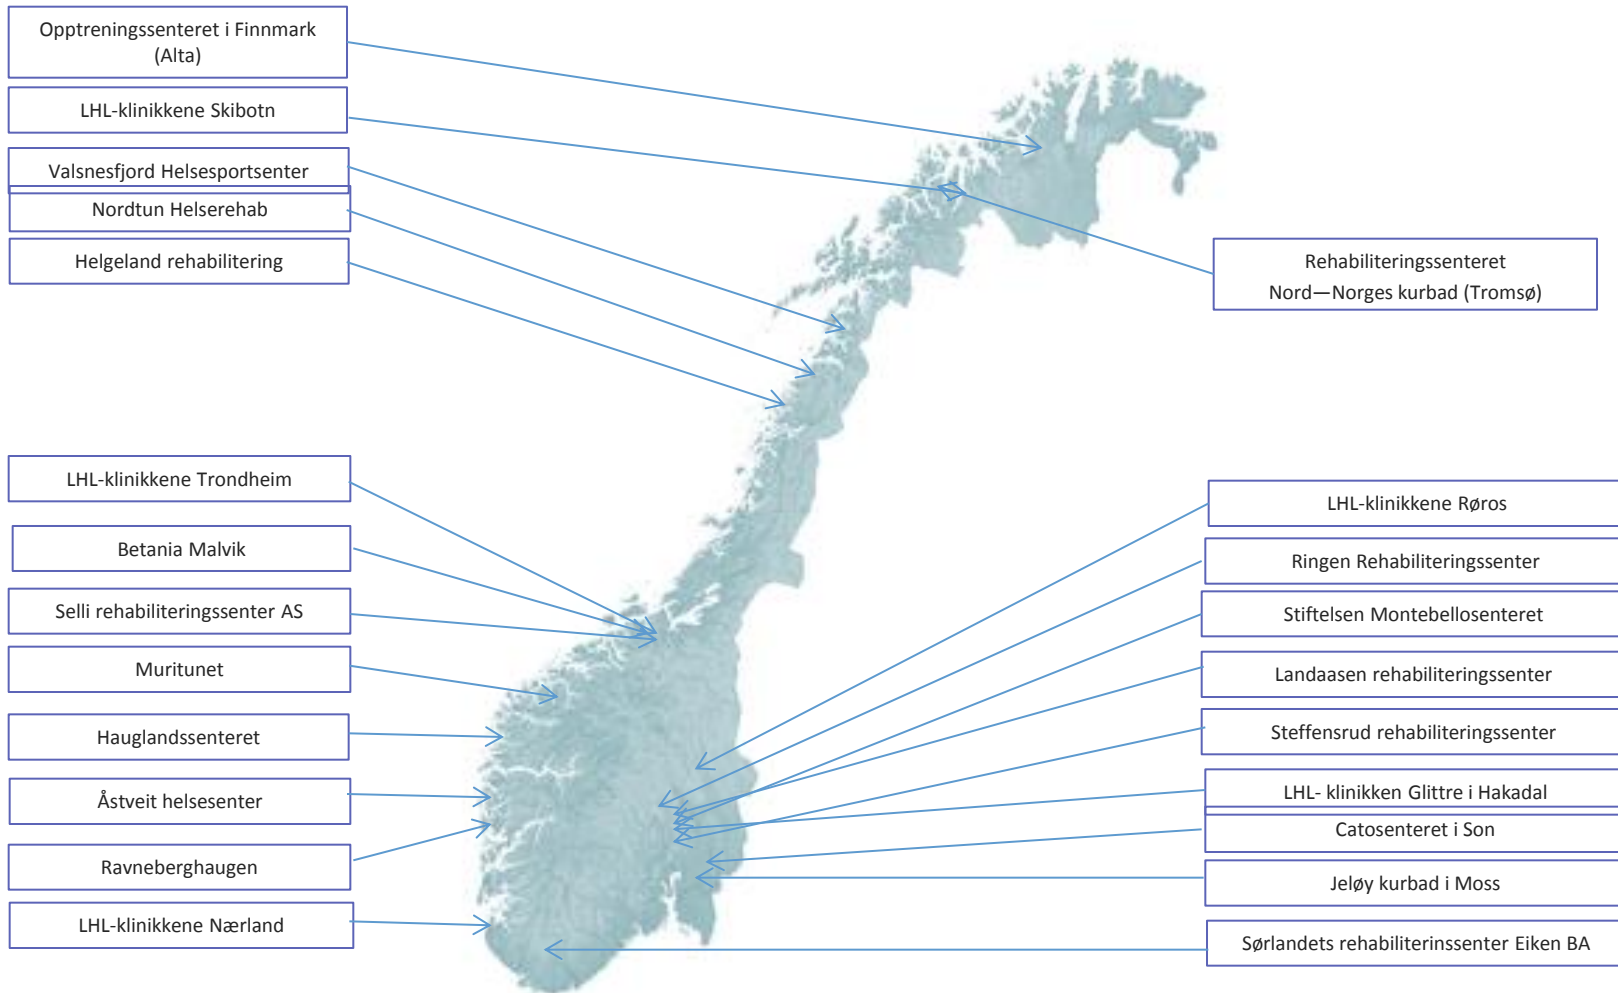 Opptreningssenteret i Finnmark
(Alta)
LHL-klinikkene Skibotn
Valsnesfjord Helsesportsenter
Nordtun Helserehab
Helgeland rehabilitering
Rehabiliteringssenteret
Nord—Norges kurbad (Tromsø)
LHL-klinikkene Trondheim
Betania Malvik
Selli rehabiliteringssenter AS
Muritunet
Hauglandssenteret
Åstveit helsesenter
Ravneberghaugen
LHL-klinikkene Nærland
LHL-klinikkene Røros
Ringen Rehabiliteringssenter
Stiftelsen Montebellosenteret
Landaasen rehabiliteringssenter
Steffensrud rehabiliteringssenter
LHL- klinikken Glittre i Hakadal
Catosenteret i Son
Jeløy kurbad i Moss
Sørlandets rehabiliterinssenter Eiken BA